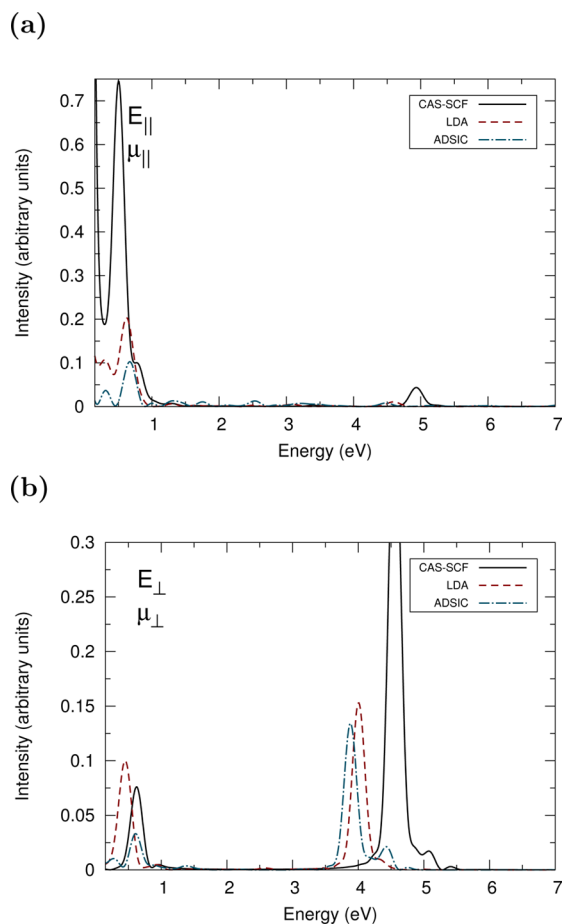 (a)
0.7
0.6
0.5
0.4
0.3
0.2
0.1
0
Intensity (arbitrary units)
E||
μ||
CAS-SCF
LDA
ADSIC
1 2 3 4 5 6 7
Energy (eV)
(b)
0.3
0.25
0.2
0.15
0.1
0.05
0
Intensity (arbitrary units)
E⊥
μ⊥
CAS-SCF
LDA
ADSIC
1 2 3 4 5 6 7
Energy (eV)